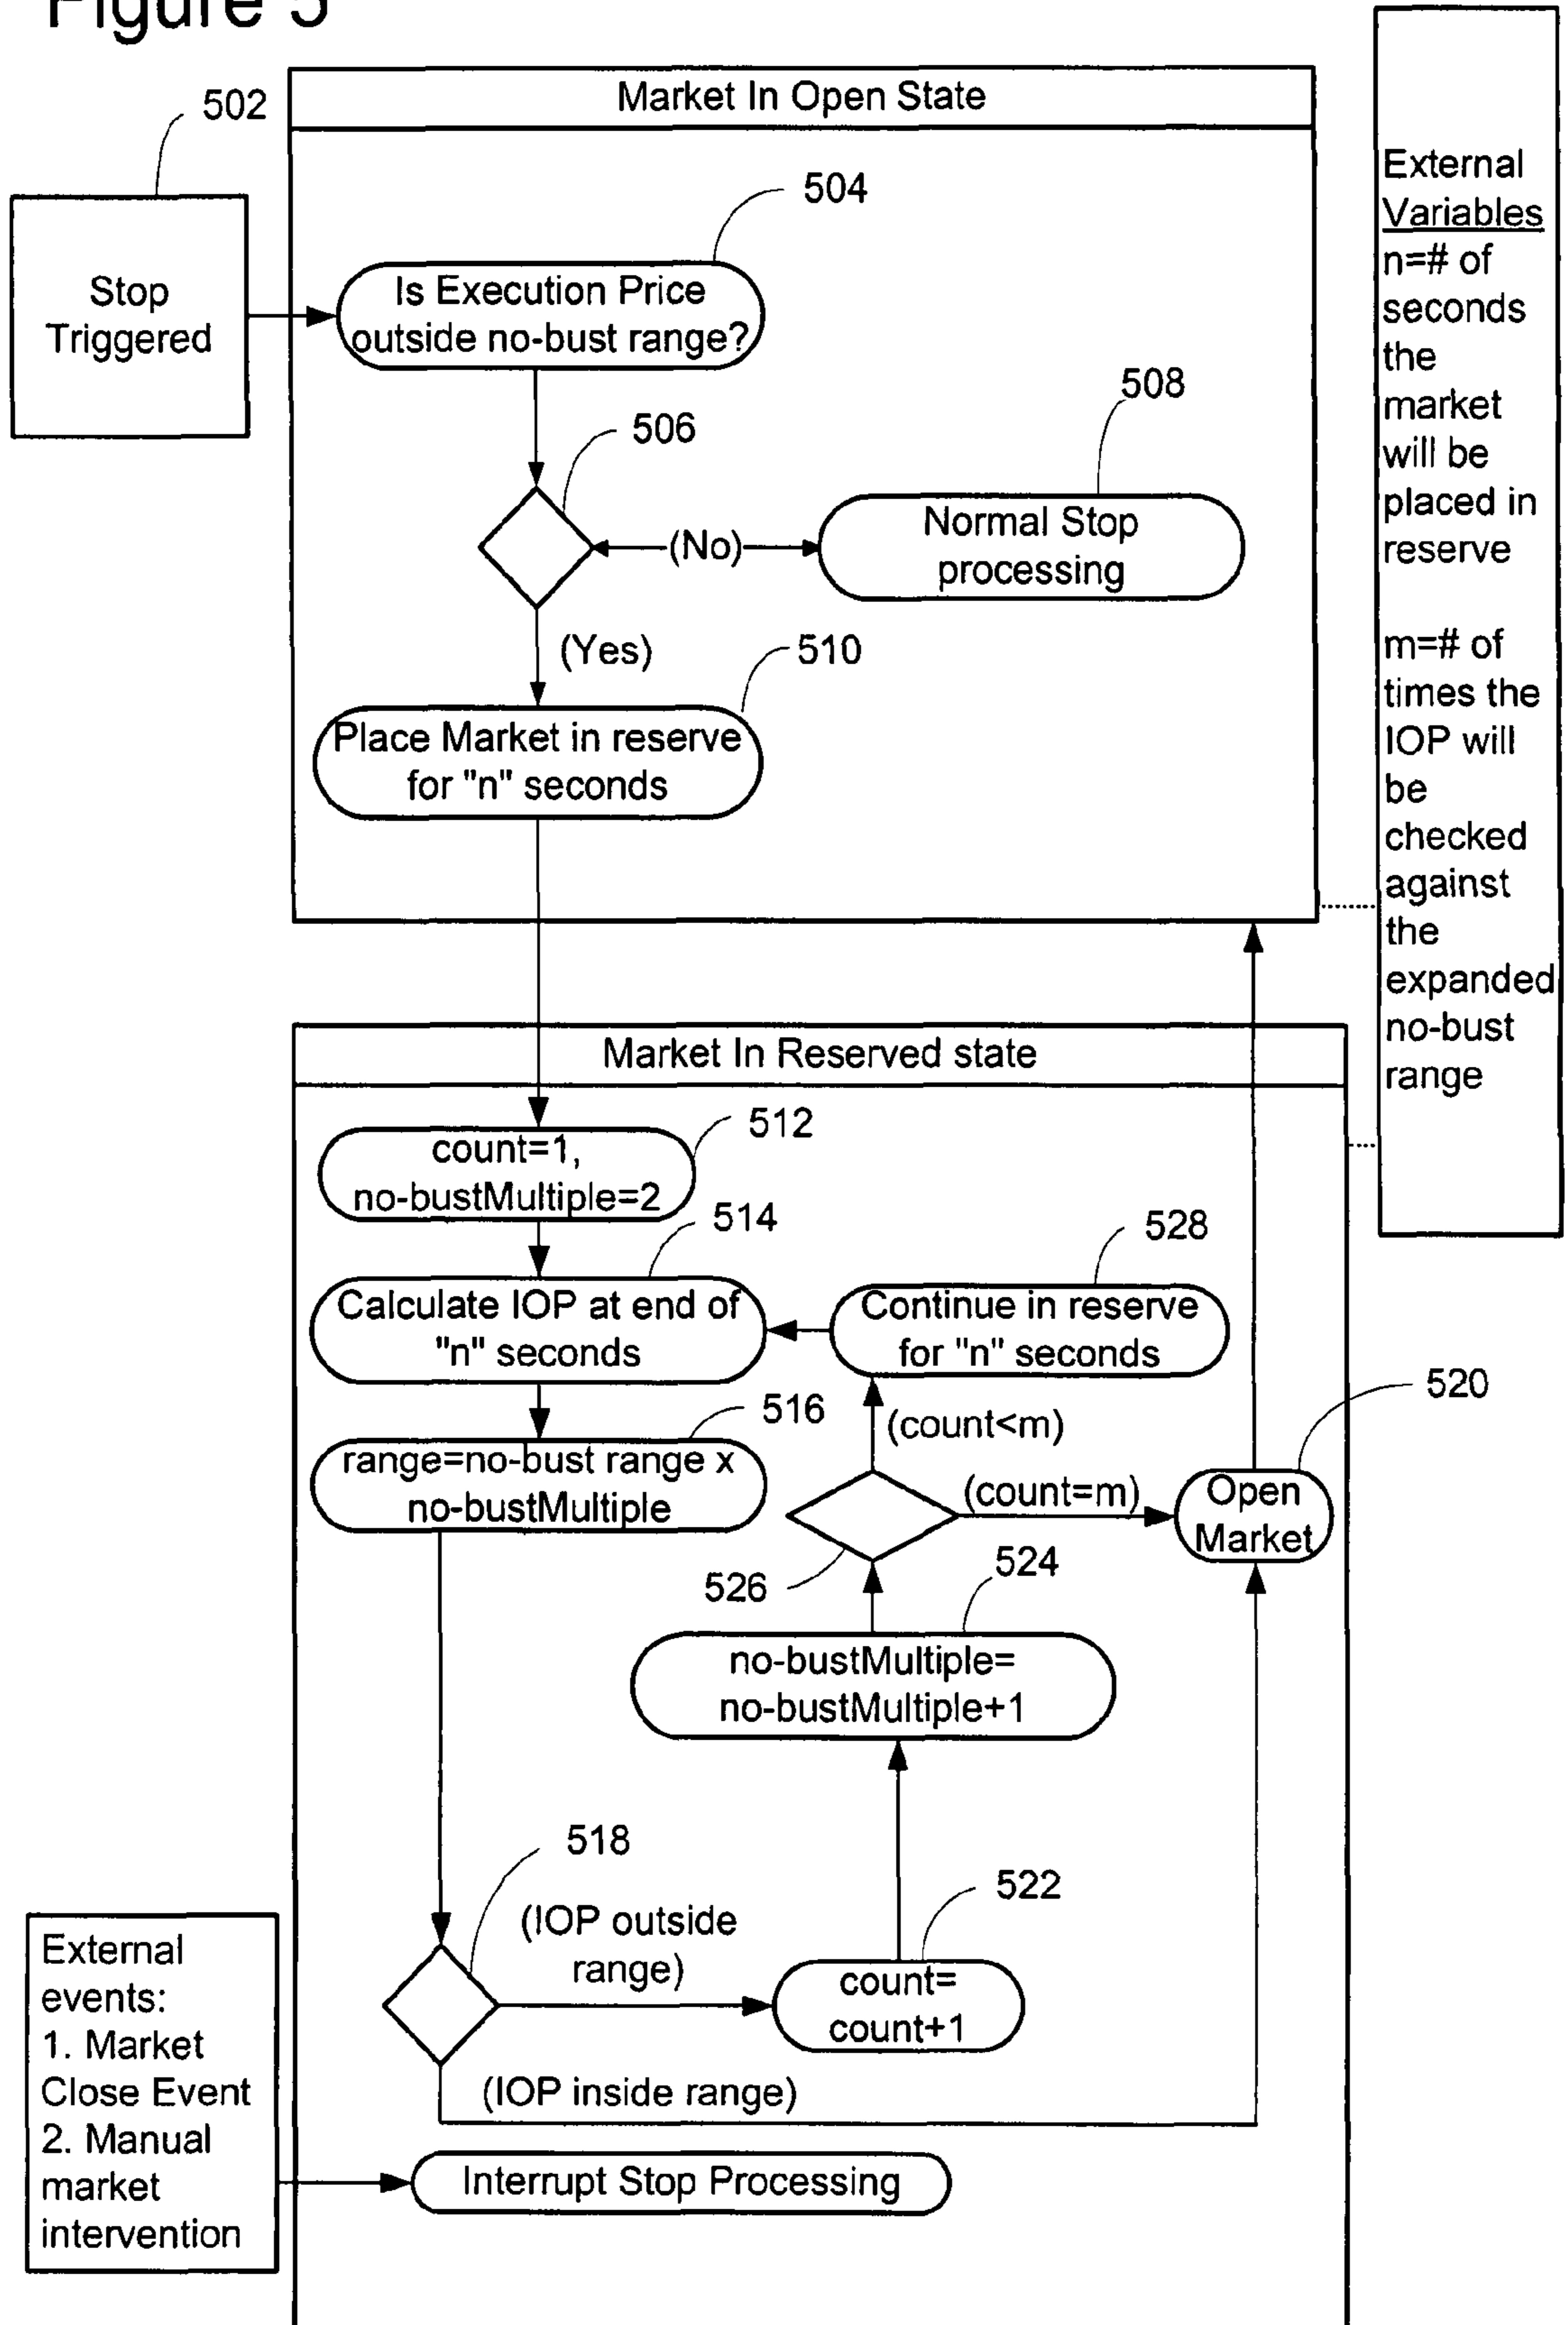 Figure 5
Market In Open State
502
504
Stop
Triggered
Is Execution Price
outside no-bust range?
508
506
(No)
Normal Stop
processing
(Yes)
510
Place Market in reserve
for "n" seconds
External
Variables
n=# of
seconds
the
market
will be
placed in
reserve
m=# of
times the
IOP will
be
checked
against
the
expanded
no-bust
range
Market In Reserved state
512
count=1,
no-bustMultiple=2
514
528
Calculate IOP at end of
"n" seconds
Continue in reserve
for "n" seconds
520
516
(count<m)
range=no-bust range x
no-bustMultiple
(count=m)
Open
Market
526
524
no-bustMultiple=
no-bustMultiple+1
518
522
(IOP outside
range)
count=
count+1
(IOP inside range)
External
events:
1. Market
Close Event
2. Manual
market
intervention
Interrupt Stop Processing